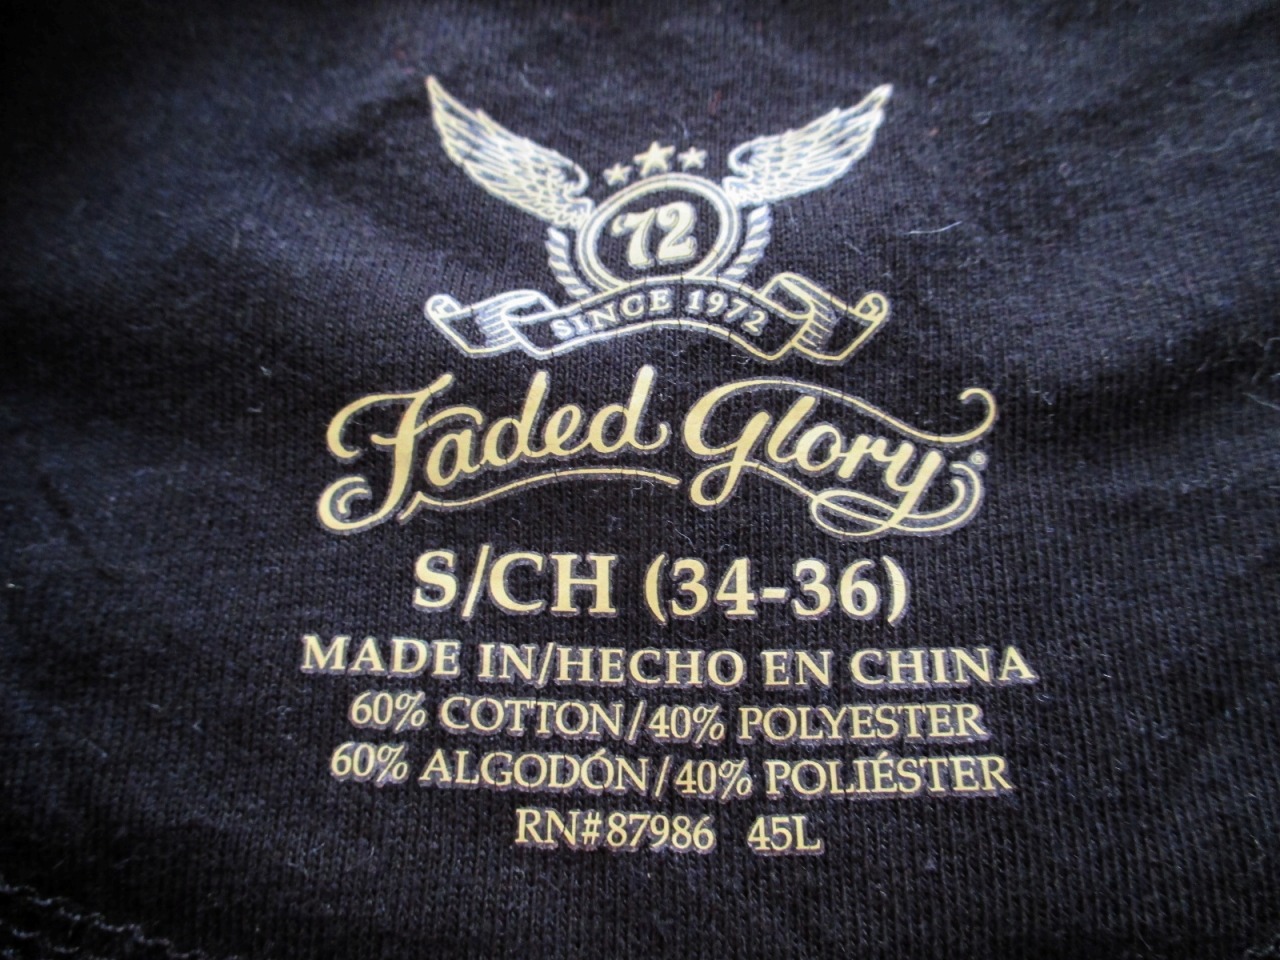 72
SINCE 1972
Faded Glory®
S/CH (34-36)
MADE IN/HECHO EN CHINA
60% COTTON/40% POLYESTER
60% ALGODÓN/40% POLIÉSTER
RN#87986 45L